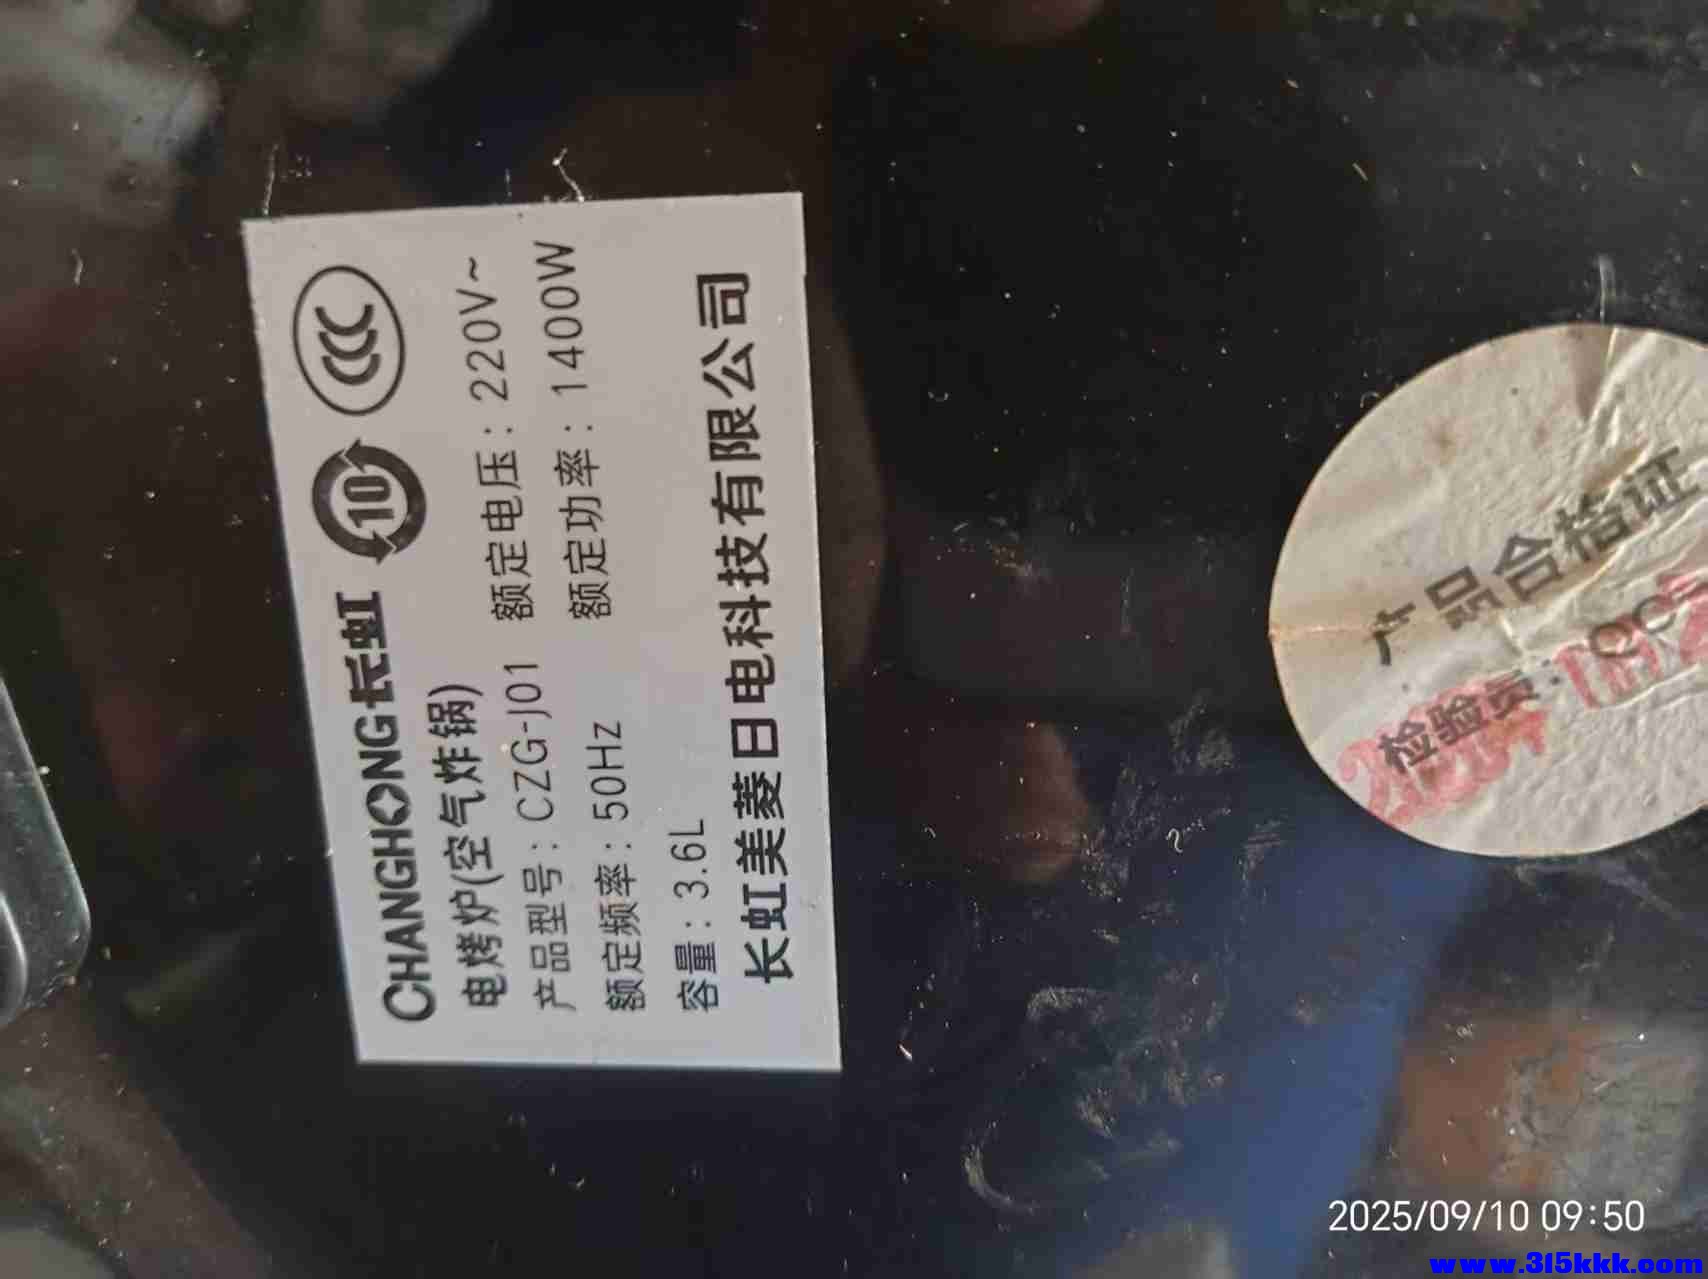 CHANGHONG长虹 10 CCC
电烤炉(空气炸锅)
产品型号:CZG-J01 额定电压:220V~
额定频率:50Hz 额定功率:1400W
容量:3.6L
长虹美菱日电科技有限公司
产品合格证
检验员:
2025/09/10 09:50
www.315kkk.com